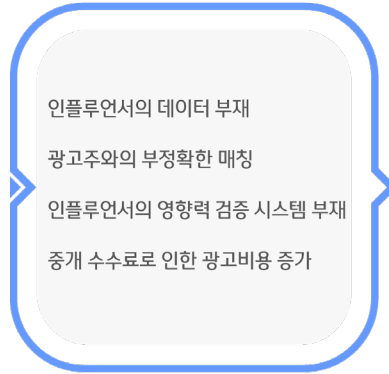 인플루언서의 데이터 부재
광고주와의 부정확한 매칭
인플루언서의 영향력 검증 시스템 부재
중개 수수료로 인한 광고비용 증가